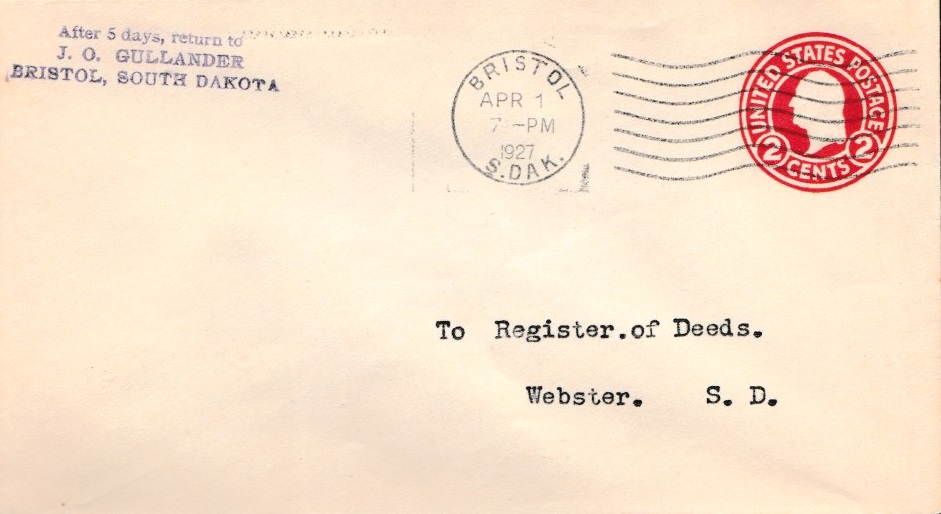 After 5 days, return to
J. O. GULLANDER
BRISTOL, SOUTH DAKOTA
BRISTOL
APR 1
7 -PM
1927
S.DAK.
UNITED STATES POSTAGE
2 CENTS 2
To Register.of Deeds.
Webster. S. D.